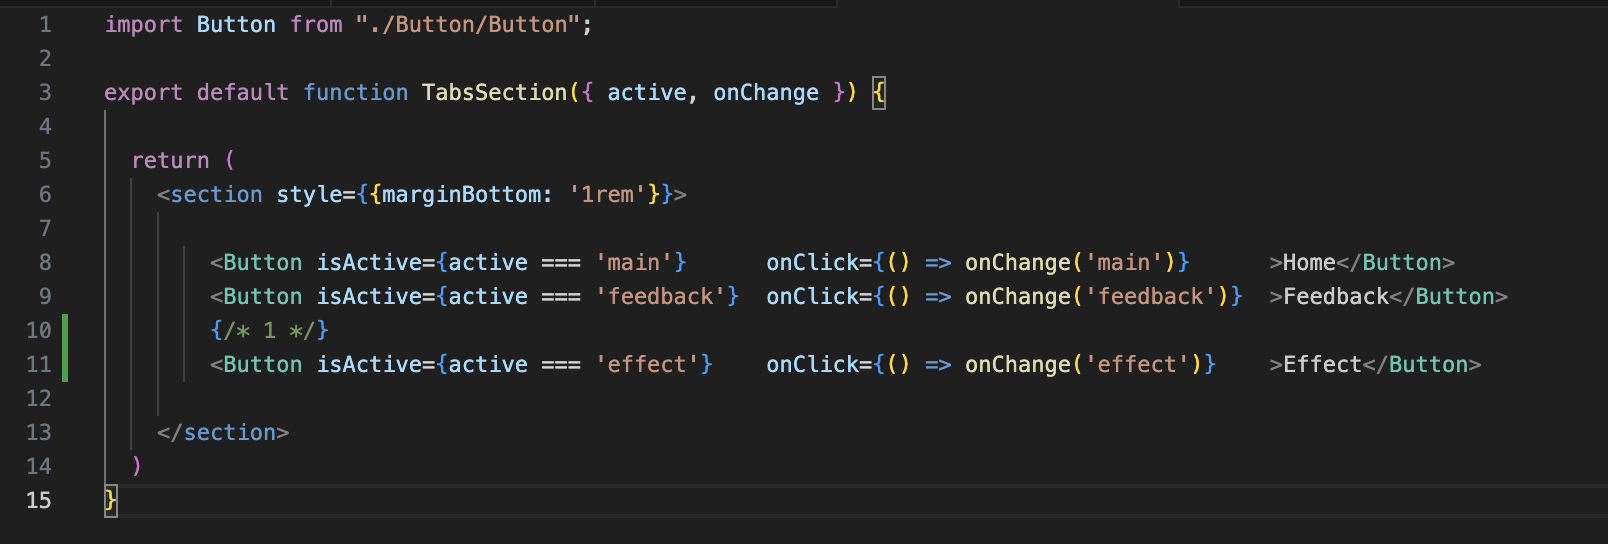 1 import Button from "./Button/Button";
2
3 export default function TabsSection({ active, onChange }) {
4
5 return (
6 <section style={{marginBottom: '1rem'}}>
7
8 <Button isActive={active === 'main'} onClick={() => onChange('main')} >Home</Button>
9 <Button isActive={active === 'feedback'} onClick={() => onChange('feedback')} >Feedback</Button>
10 {/* 1 */}
11 <Button isActive={active === 'effect'} onClick={() => onChange('effect')} >Effect</Button>
12
13 </section>
14 )
15 }